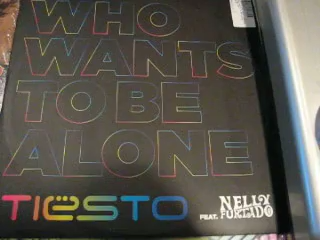 WHO
WANTS
TO BE
ALONE
TIËSTO
FEAT. NELLY
FURTADO